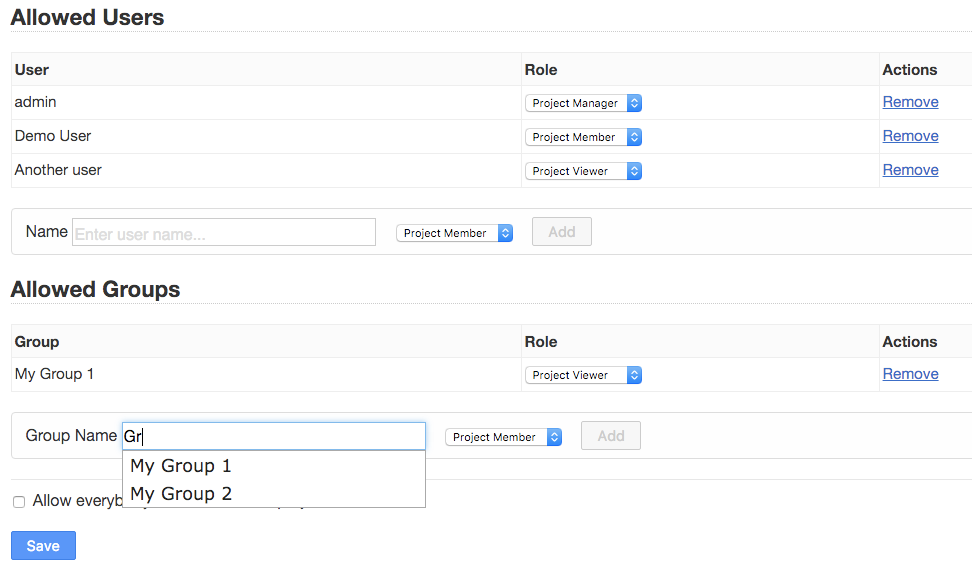 Allowed Users
User Role Actions
admin Project Manager Remove
Demo User Project Member Remove
Another user Project Viewer Remove
Name Enter user name... Project Member Add
Allowed Groups
Group Role Actions
My Group 1 Project Viewer Remove
Group Name Gr Project Member Add
My Group 1
My Group 2
Allow
Save